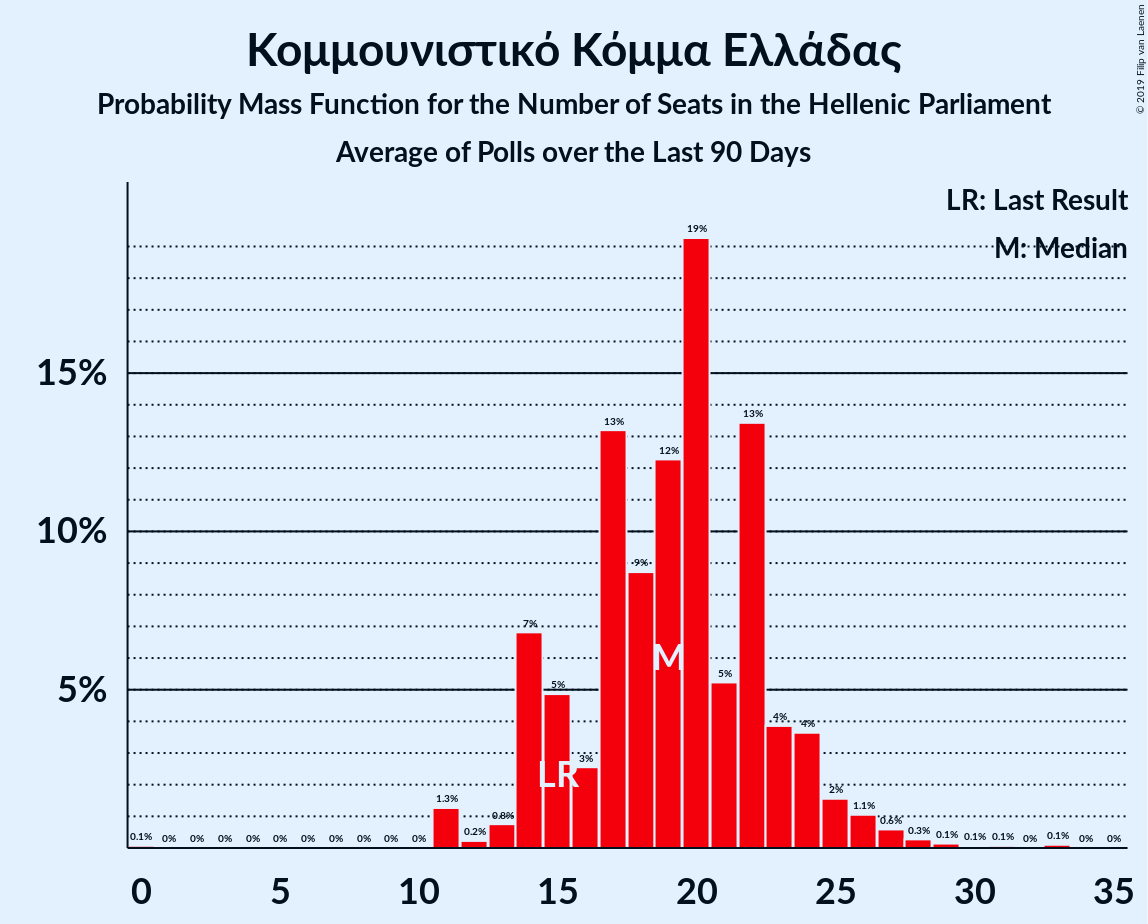 Κομμουνιστικό Κόμμα Ελλάδας
Probability Mass Function for the Number of Seats in the Hellenic Parliament
Average of Polls over the Last 90 Days
© 2019 Filip van Laenen
LR: Last Result
M: Median
19%
15%
13%
13%
12%
10%
9%
M
7%
5%
5%
5%
4%
4%
LR
3%
2%
1.3%
1.1%
0.8%
0.6%
0.2%
0.3%
0.1% 0% 0% 0% 0% 0% 0% 0% 0% 0% 0%
0.1% 0.1% 0.1% 0% 0.1% 0% 0%
0 5 10 15 20 25 30 35